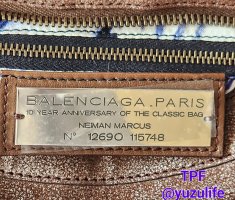 BALENCIAGA.PARIS
10 YEAR ANNIVERSARY OF THE CLASSIC BAG
NEIMAN MARCUS
N° 12690 115748
TPF
@yuzulife